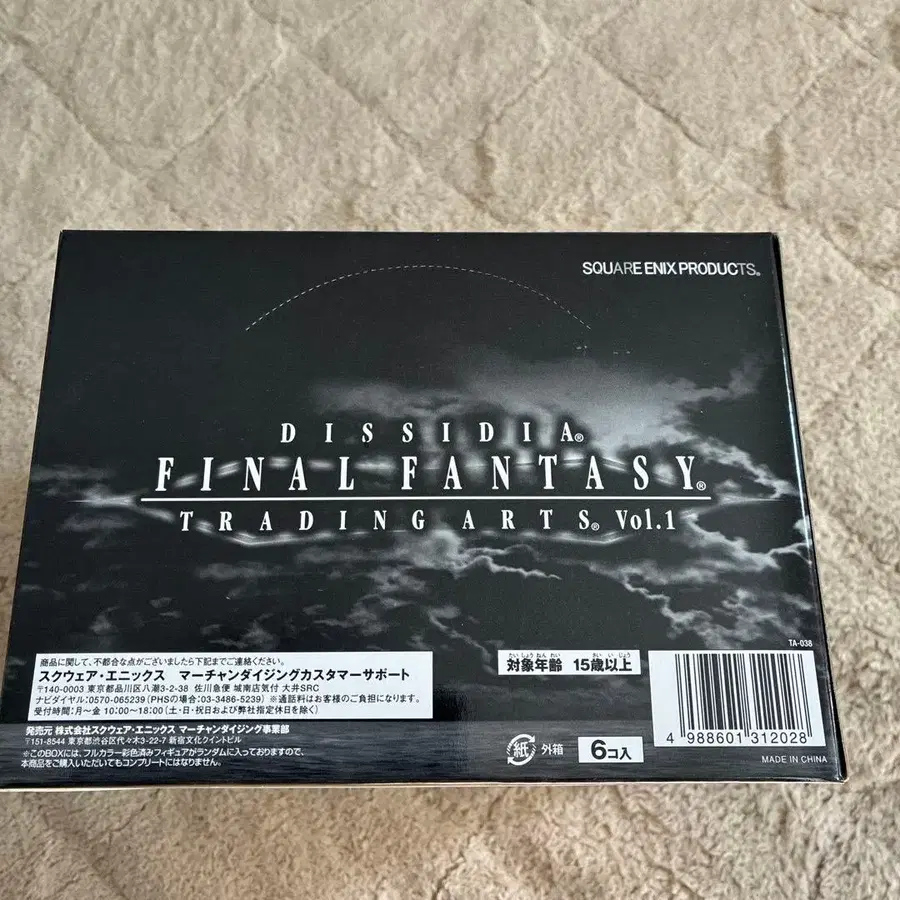 SQUARE ENIX PRODUCTS®
DISSIDIA®
FINAL FANTASY®
TRADING ARTS® Vol.1
TA-038
商品に関して、不都合な点がございましたら下記までご連絡ください。
スクウェア・エニックス マーチャンダイジングカスタマーサポート
〒140-0003 東京都品川区八潮3-2-38 佐川急便 城南店気付 大井SRC
ナビダイヤル:0570-065239(PHSの場合:03-3486-5239)※通話料はお客様のご負担になります。
受付時間:月〜金 10:00〜18:00(土・日・祝日および弊社指定休日を除く)
発売元 株式会社スクウェア・エニックス マーチャンダイジング事業部
〒151-8544 東京都渋谷区代々木3-22-7 新宿文化クイントビル
※このBOXには、フルカラー彩色済みフィギュアがランダムに入っておりますので、
本商品をご購入いただいてもコンプリートにはなりません。
たいしょうねんれい さいいじょう
対象年齢 15歳以上
紙 外箱
6コ入
4 988601 312028
MADE IN CHINA